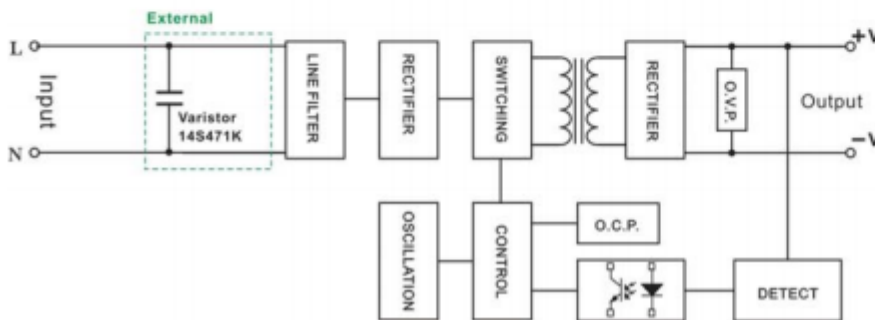 External
L
Input
N
Varistor
14S471K
LINE FILTER
RECTIFIER
SWITCHING
RECTIFIER
O.V.P.
+V
Output
−V
OSCILLATION
CONTROL
O.C.P.
DETECT